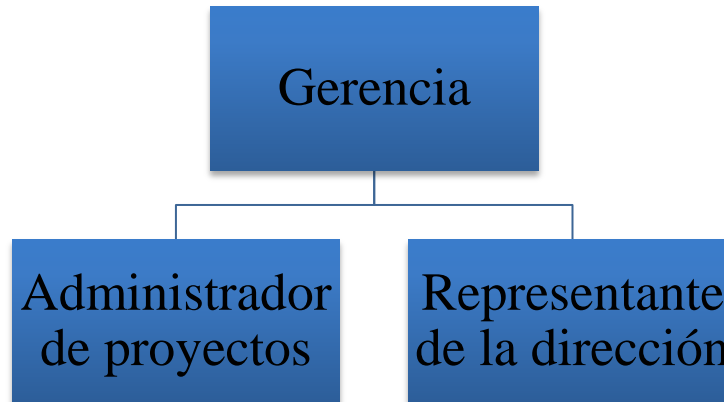 Gerencia
Administrador
de proyectos
Representante
de la dirección